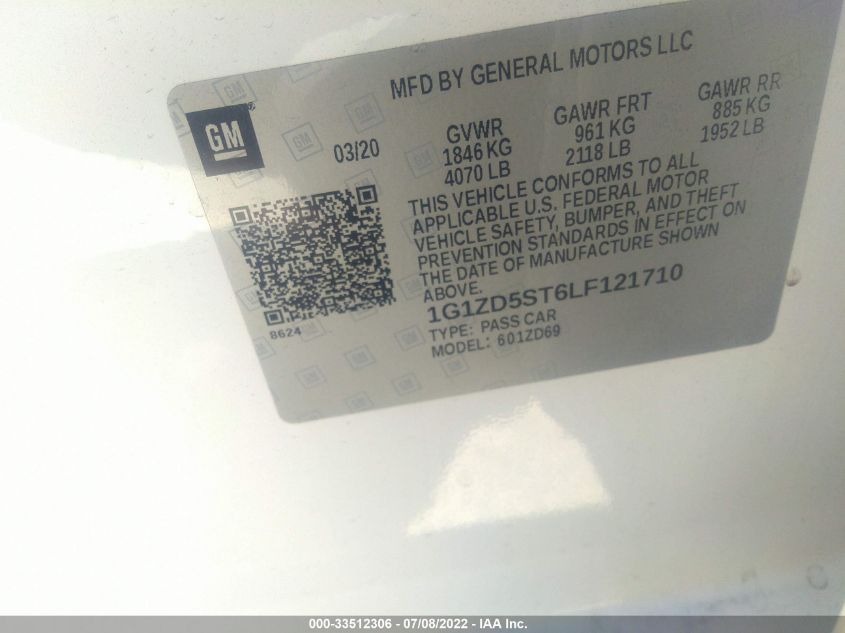 MFD BY GENERAL MOTORS LLC
GM
03/20
GVWR
1846 KG
4070 LB
GAWR FRT
961 KG
2118 LB
GAWR RR
885 KG
1952 LB
THIS VEHICLE CONFORMS TO ALL
APPLICABLE U.S. FEDERAL MOTOR
VEHICLE SAFETY, BUMPER, AND THEFT
PREVENTION STANDARDS IN EFFECT ON
THE DATE OF MANUFACTURE SHOWN
ABOVE.
1G1ZD5ST6LF121710
TYPE: PASS CAR
MODEL: 601ZD69
8624
000-33512306 - 07/08/2022 - IAA Inc.